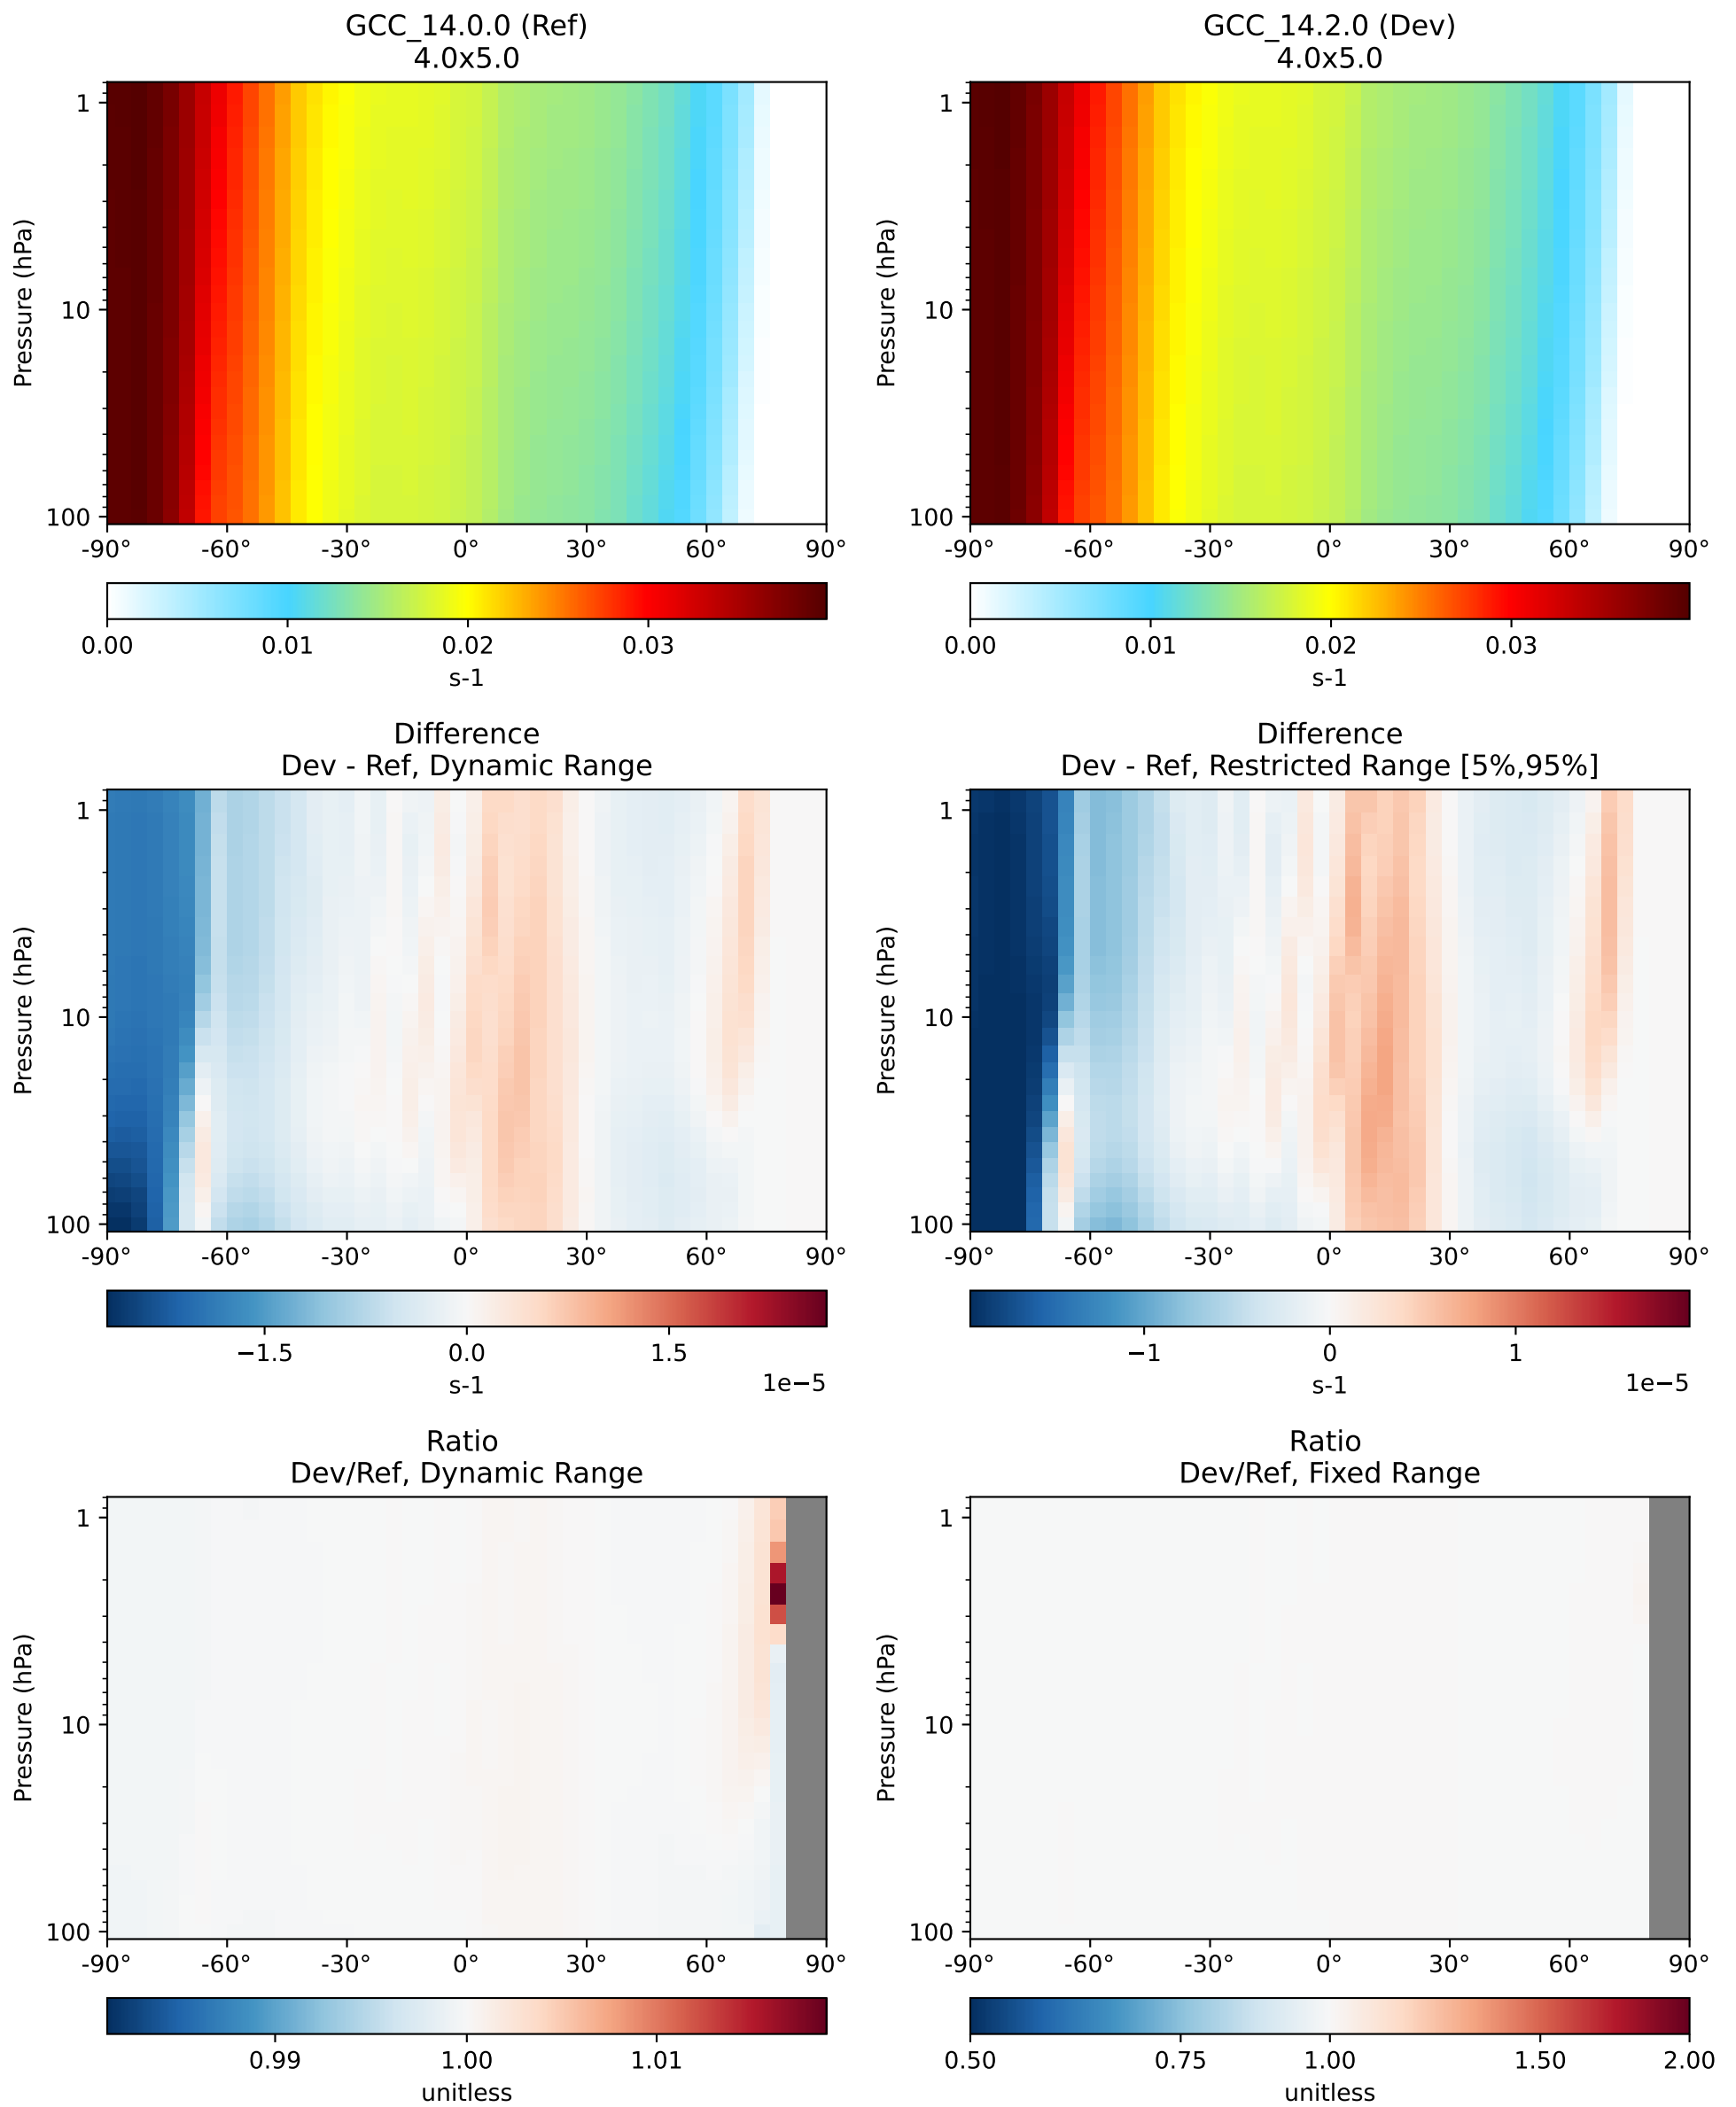 GCC_14.0.0 (Ref)
4.0x5.0
Pressure (hPa)
1
10
100
-90° -60° -30° 0° 30° 60° 90°
0.00 0.01 0.02 0.03
s-1
GCC_14.2.0 (Dev)
4.0x5.0
Pressure (hPa)
1
10
100
-90° -60° -30° 0° 30° 60° 90°
0.00 0.01 0.02 0.03
s-1
Difference
Dev - Ref, Dynamic Range
Pressure (hPa)
1
10
100
-90° -60° -30° 0° 30° 60° 90°
−1.5 0.0 1.5
s-1
1e−5
Difference
Dev - Ref, Restricted Range [5%,95%]
Pressure (hPa)
1
10
100
-90° -60° -30° 0° 30° 60° 90°
−1 0 1
s-1
1e−5
Ratio
Dev/Ref, Dynamic Range
Pressure (hPa)
1
10
100
-90° -60° -30° 0° 30° 60° 90°
0.99 1.00 1.01
unitless
Ratio
Dev/Ref, Fixed Range
Pressure (hPa)
1
10
100
-90° -60° -30° 0° 30° 60° 90°
0.50 0.75 1.00 1.50 2.00
unitless